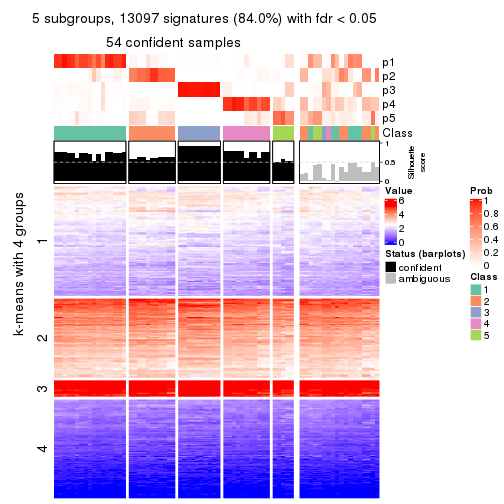 5 subgroups, 13097 signatures (84.0%) with fdr < 0.05
54 confident samples
p1
p2
p3
p4
p5
Class
1
0.5
0
Silhouette
score
k-means with 4 groups
1
2
3
4
Value
6
4
2
0
Status (barplots)
confident
ambiguous
Prob
1
0.8
0.6
0.4
0.2
0
Class
1
2
3
4
5